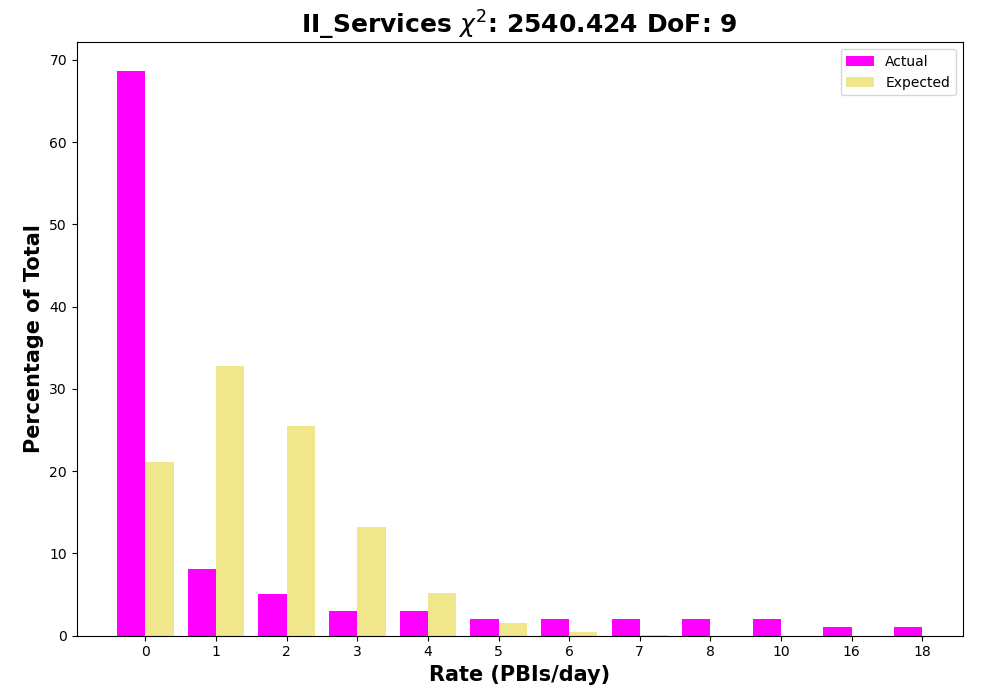 II_Services χ²: 2540.424 DoF: 9
Actual
Expected
Percentage of Total
70
60
50
40
30
20
10
0
0 1 2 3 4 5 6 7 8 10 16 18
Rate (PBIs/day)